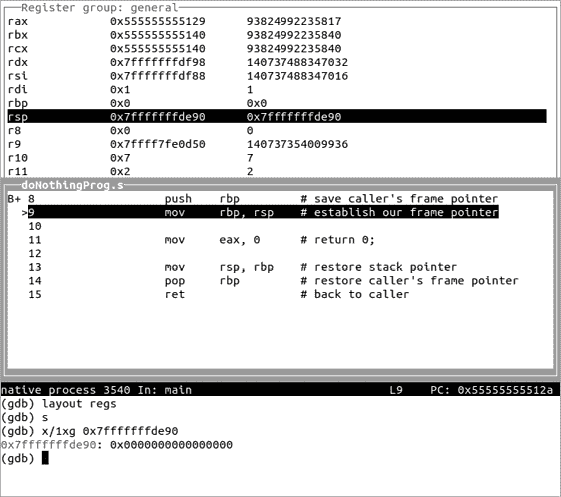 Register group: general
rax 0x555555555129 93824992235817
rbx 0x555555555140 93824992235840
rcx 0x555555555140 93824992235840
rdx 0x7fffffffdf98 140737488347032
rsi 0x7fffffffdf88 140737488347016
rdi 0x1 1
rbp 0x0 0x0
rsp 0x7fffffffde90 0x7fffffffde90
r8 0x0 0
r9 0x7ffff7fe0d50 140737354009936
r10 0x7 7
r11 0x2 2
doNothingProg.s
B+ 8 push rbp # save caller's frame pointer
>9 mov rbp, rsp # establish our frame pointer
10
11 mov eax, 0 # return 0;
12
13 mov rsp, rbp # restore stack pointer
14 pop rbp # restore caller's frame pointer
15 ret # back to caller
native process 3540 In: main L9 PC: 0x55555555512a
(gdb) layout regs
(gdb) s
(gdb) x/1xg 0x7fffffffde90
0x7fffffffde90: 0x0000000000000000
(gdb)